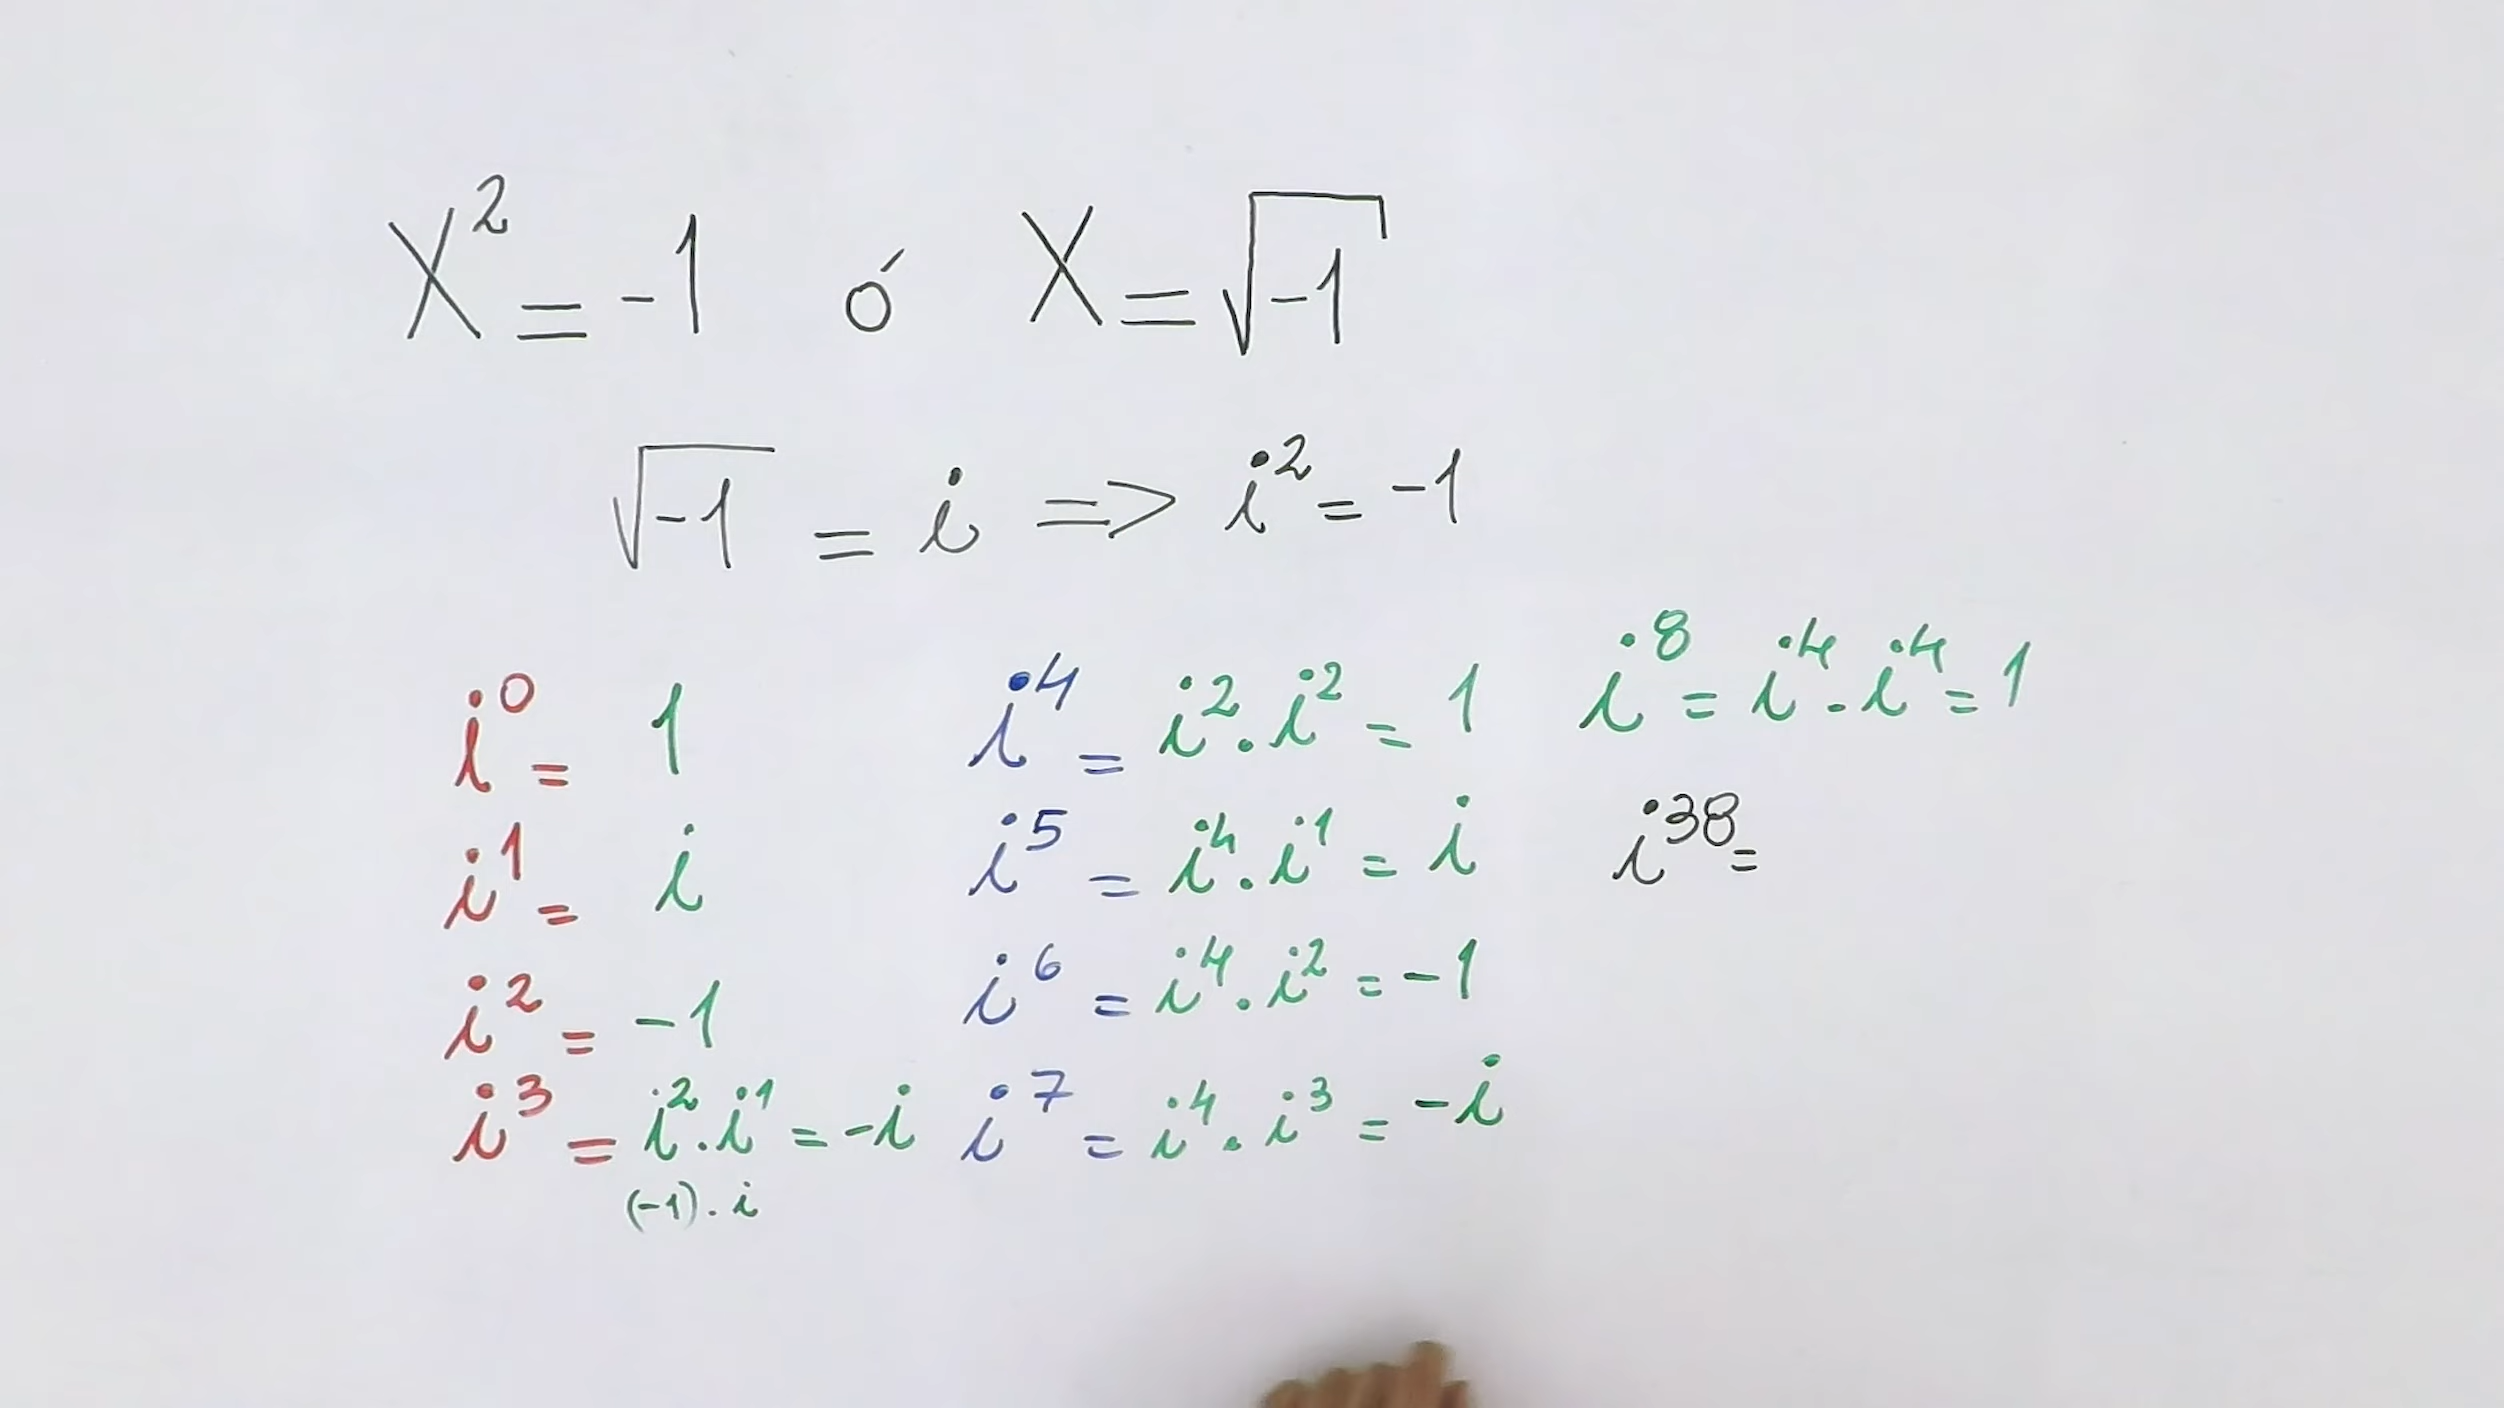 X² = -1 ó X = √-1
√-1 = i => i² = -1
i⁰ = 1
i¹ = i
i² = -1
i³ = i² . i¹ = -i
(-1) . i
i⁴ = i² . i² = 1
i⁵ = i⁴ . i¹ = i
i⁶ = i⁴ . i² = -1
i⁷ = i⁴ . i³ = -i
i⁸ = i⁴ . i⁴ = 1
i³⁸ =